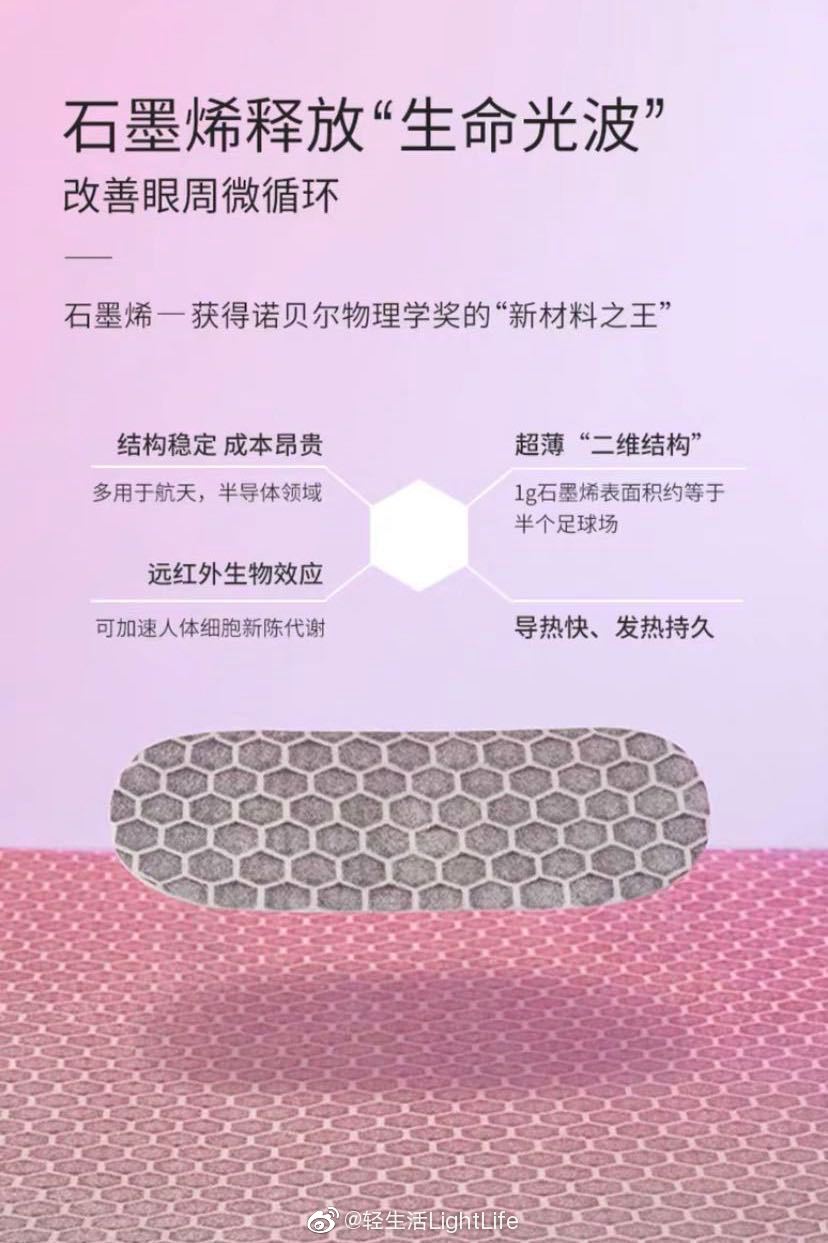 石墨烯释放“生命光波”
改善眼周微循环
石墨烯—获得诺贝尔物理学奖的“新材料之王”
结构稳定 成本昂贵
多用于航天，半导体领域
超薄“二维结构”
1g石墨烯表面积约等于
半个足球场
远红外生物效应
可加速人体细胞新陈代谢
导热快、发热持久
@轻生活LightLife